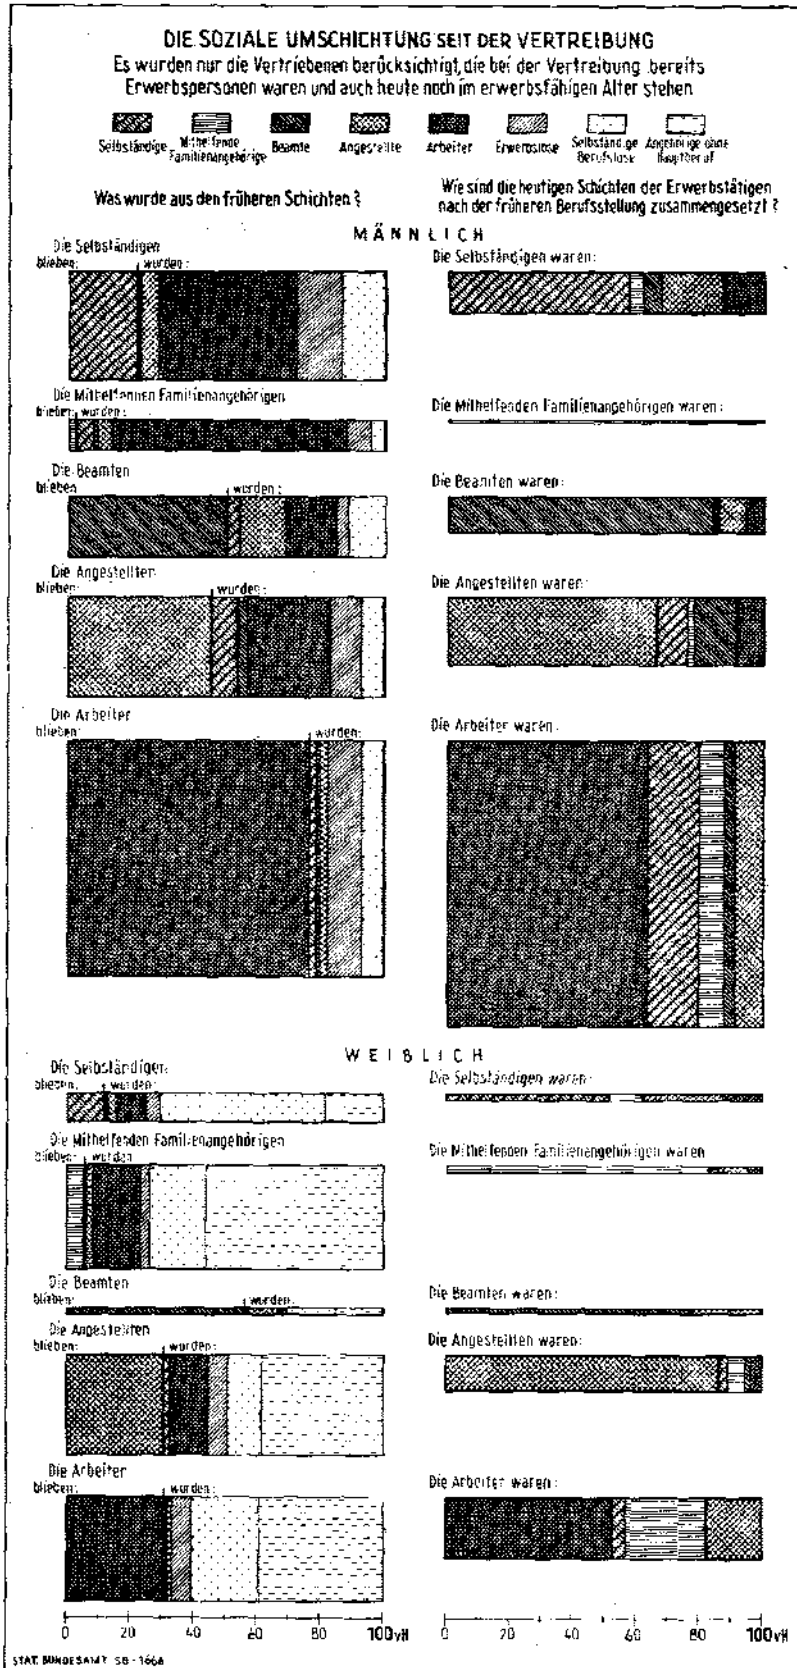 DIE SOZIALE UMSCHICHTUNG SEIT DER VERTREIBUNG
Es wurden nur die Vertriebenen berücksichtigt, die bei der Vertreibung bereits
Erwerbspersonen waren und auch heute noch im erwerbsfähigen Alter stehen
Selbständige
Mithelfende Familienangehörige
Beamte
Angestellte
Arbeiter
Erwerbslose
Selbständige Berufslose
Angehörige ohne Hauptberuf
Was wurde aus den früheren Schichten?
Wie sind die heutigen Schichten der Erwerbstätigen
nach der früheren Berufsstellung zusammengesetzt?
MÄNNLICH
Die Selbständigen
blieben: wurden:
Die Selbständigen waren:
Die Mithelfennen Familienangehörigen
blieben: wurden:
Die Mithelfenden Familienangehörigen waren:
Die Beamten
blieben wurden:
Die Beamten waren:
Die Angestellten
blieben: wurden:
Die Angestellten waren:
Die Arbeiter
blieben: wurden:
Die Arbeiter waren:
WEIBLICH
Die Selbständigen
blieben: wurden:
Die Selbständigen waren:
Die Mithelfenden Familienangehörigen
blieben: wurden
Die Mithelfenden Familienangehörigen waren
Die Beamten
blieben: wurden:
Die Beamten waren:
Die Angestellten
blieben: wurden:
Die Angestellten waren:
Die Arbeiter
blieben: wurden:
Die Arbeiter waren:
0 20 40 60 80 100vH
0 20 40 60 80 100vH
STAT. BUNDESAMT 58-1668